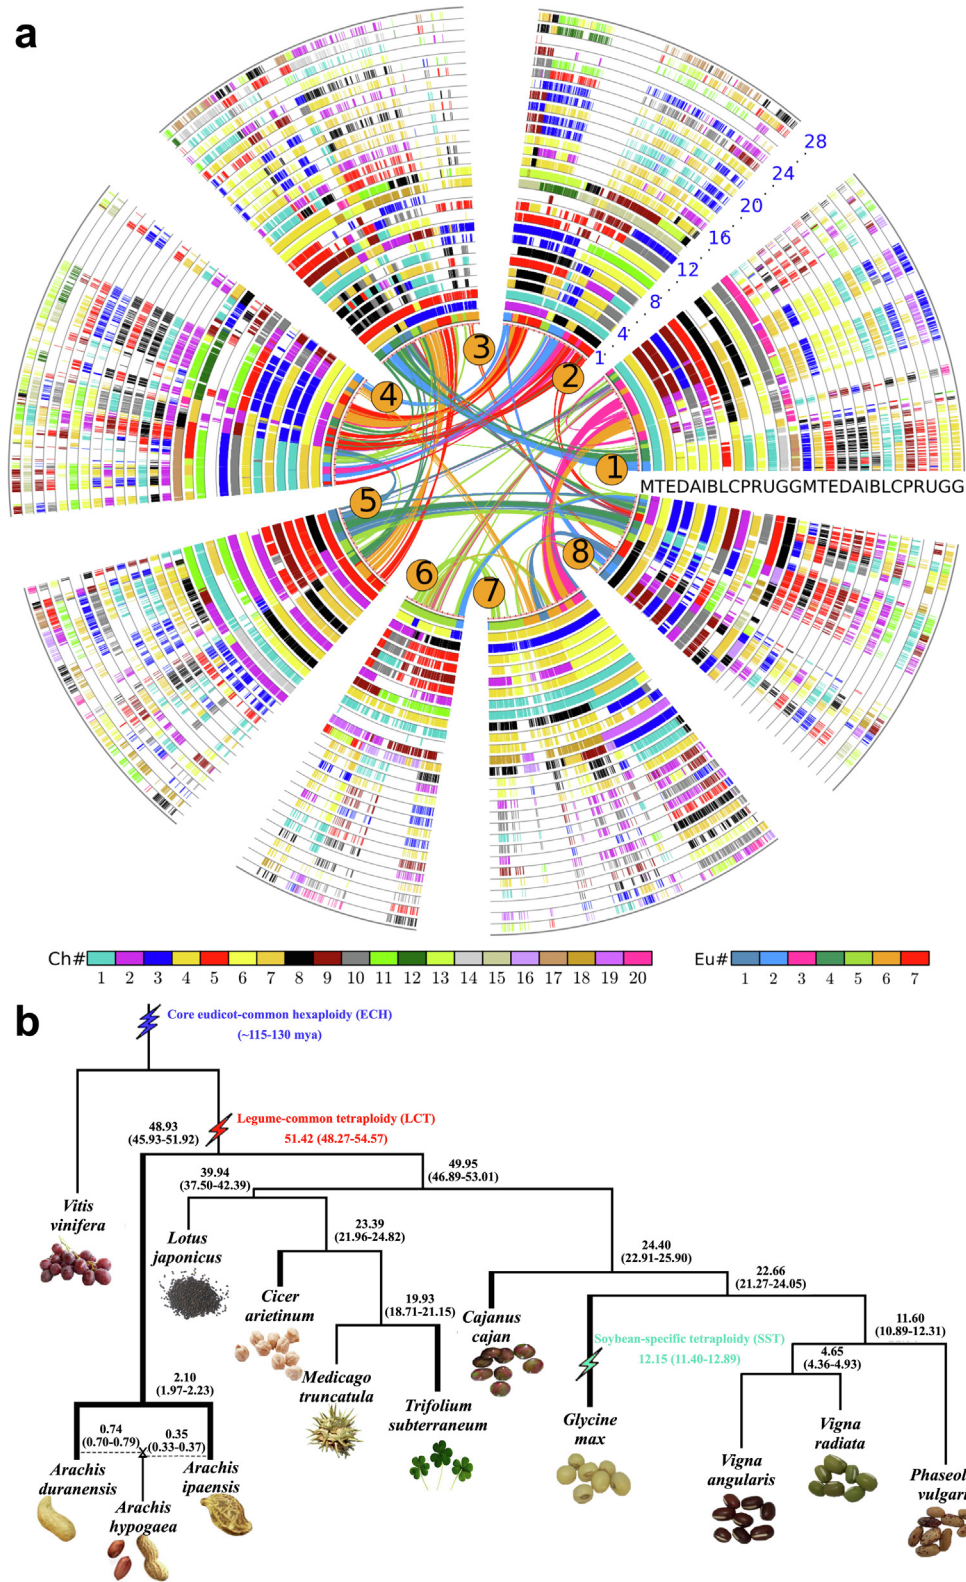 a
28
24
20
16
12
8
4
1
3
2
4
1
5
8
6
7
MTEDAIBLCPRUGGMTEDAIBLCPRUGG
Ch#
1 2 3 4 5 6 7 8 9 10 11 12 13 14 15 16 17 18 19 20
Eu#
1 2 3 4 5 6 7
b
Core eudicot-common hexaploidy (ECH)
(~115-130 mya)
Legume-common tetraploidy (LCT)
51.42 (48.27-54.57)
48.93
(45.93-51.92)
49.95
(46.89-53.01)
39.94
(37.50-42.39)
Vitis
vinifera
Lotus
japonicus
23.39
(21.96-24.82)
24.40
(22.91-25.90)
22.66
(21.27-24.05)
Cicer
arietinum
19.93
(18.71-21.15)
Cajanus
cajan
11.60
(10.89-12.31)
Soybean-specific tetraploidy (SST)
12.15 (11.40-12.89)
4.65
(4.36-4.93)
Medicago
truncatula
2.10
(1.97-2.23)
Trifolium
subterraneum
Glycine
max
Vigna
radiata
0.74
(0.70-0.79)
0.35
(0.33-0.37)
Vigna
angularis
Arachis
duranensis
Arachis
ipaensis
Phaseol
vulgari
Arachis
hypogaea